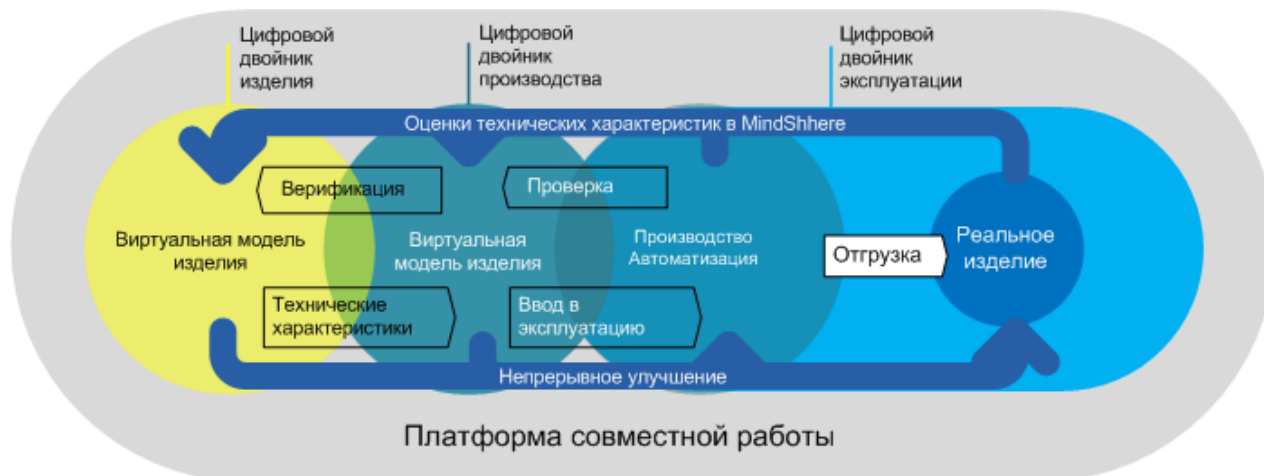 Цифровой
двойник
изделия
Цифровой
двойник
производства
Цифровой
двойник
эксплуатации
Оценки технических характеристик в MindShhere
Верификация
Проверка
Виртуальная модель
изделия
Виртуальная
модель изделия
Производство
Автоматизация
Отгрузка
Реальное
изделие
Технические
характеристики
Ввод в
эксплуатацию
Непрерывное улучшение
Платформа совместной работы